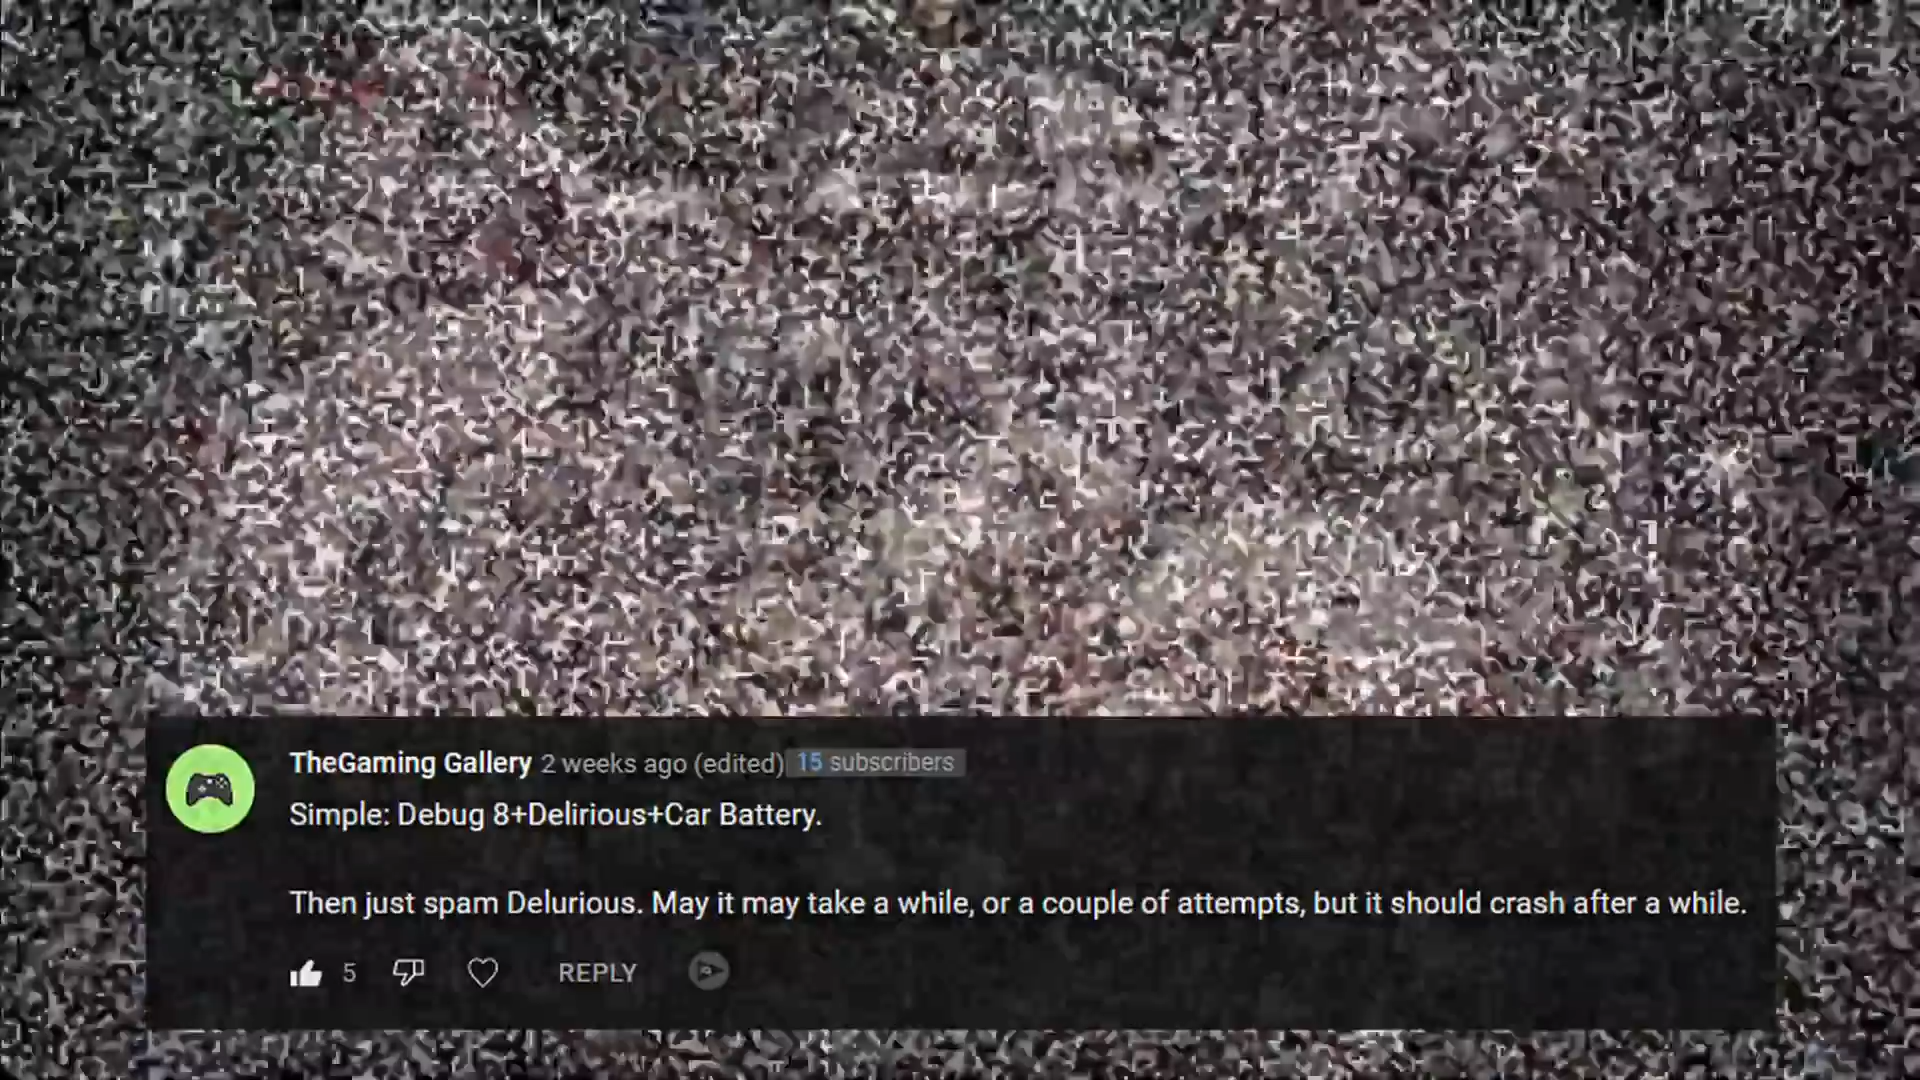 TheGaming Gallery 2 weeks ago (edited) 15 subscribers
Simple: Debug 8+Delirious+Car Battery.
Then just spam Delurious. May it may take a while, or a couple of attempts, but it should crash after a while.
5 REPLY